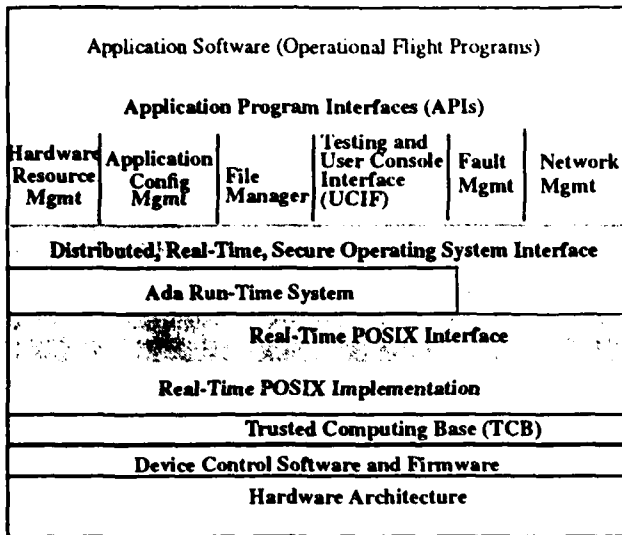 Application Software (Operational Flight Programs)
Application Program Interfaces (APIs)
Hardware
Resource
Mgmt
Application
Config
Mgmt
File
Manager
Testing and
User Console
Interface
(UCIF)
Fault
Mgmt
Network
Mgmt
Distributed, Real-Time, Secure Operating System Interface
Ada Run-Time System
Real-Time POSIX Interface
Real-Time POSIX Implementation
Trusted Computing Base (TCB)
Device Control Software and Firmware
Hardware Architecture